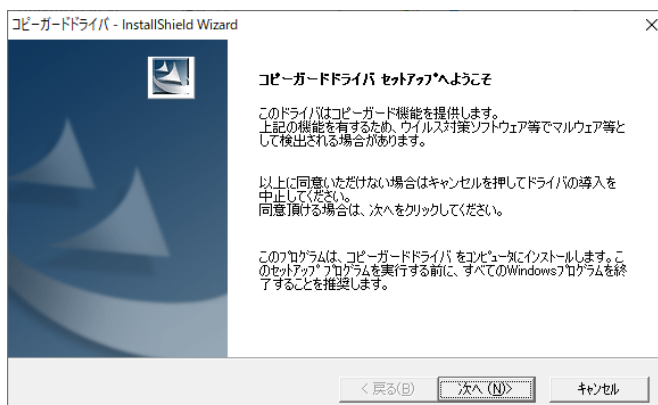 コピーガードドライバ - InstallShield Wizard
コピーガードドライバ セットアップへようこそ
このドライバはコピーガード機能を提供します。
上記の機能を有するため、ウイルス対策ソフトウェア等でマルウェア等と
して検出される場合があります。
以上に同意いただけない場合はキャンセルを押してドライバの導入を
中止してください。
同意頂ける場合は、次へをクリックしてください。
このプログラムは、コピーガードドライバ をコンピュータにインストールします。こ
のセットアップ プログラムを実行する前に、すべてのWindowsプログラムを終
了することを推奨します。
< 戻る(B) 次へ (N)> キャンセル